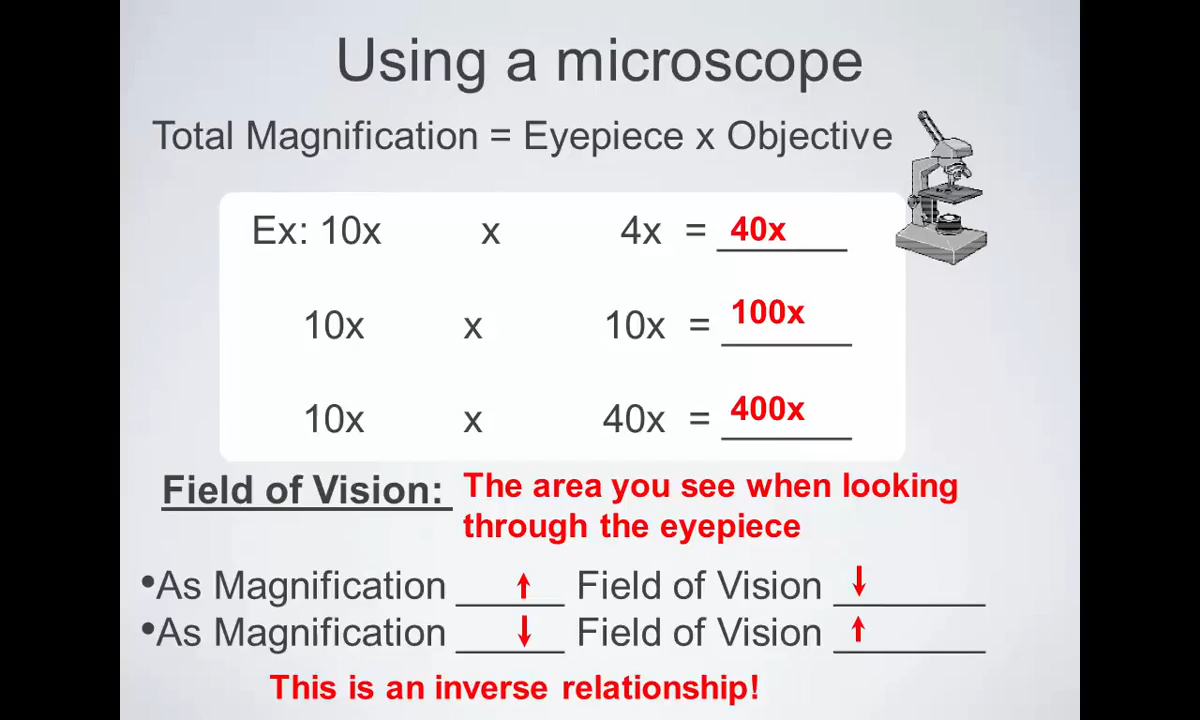 Using a microscope
Total Magnification = Eyepiece x Objective
Ex: 10x x 4x = 40x
10x x 10x = 100x
10x x 40x = 400x
Field of Vision: The area you see when looking
through the eyepiece
•As Magnification ↑ Field of Vision ↓
•As Magnification ↓ Field of Vision ↑
This is an inverse relationship!